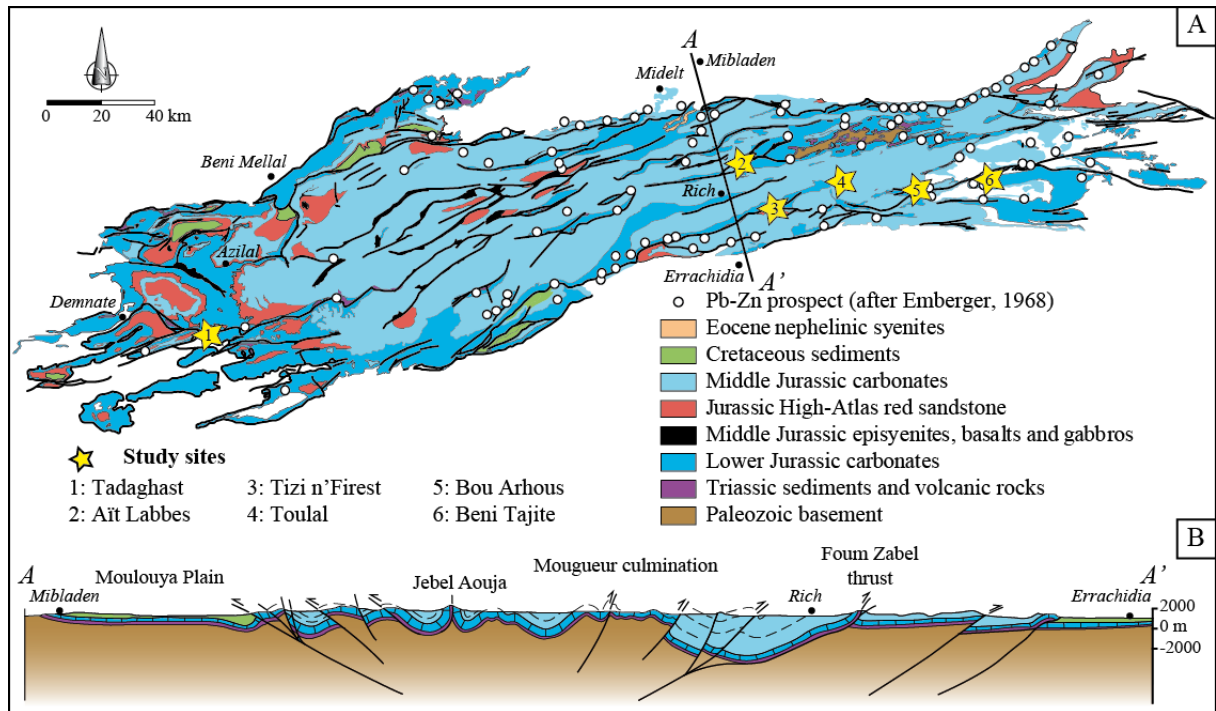 A
A
Mibladen
Midelt
0 20 40 km
Beni Mellal
2
4
6
5
Rich
3
Azilal
Errachidia
A’
Demnate
1
Pb-Zn prospect (after Emberger, 1968)
Eocene nephelinic syenites
Cretaceous sediments
Middle Jurassic carbonates
Jurassic High-Atlas red sandstone
Middle Jurassic episyenites, basalts and gabbros
Lower Jurassic carbonates
Triassic sediments and volcanic rocks
Paleozoic basement
Study sites
1: Tadaghast 3: Tizi n’Firest 5: Bou Arhous
2: Aït Labbes 4: Toulal 6: Beni Tajite
B
A
Mibladen
Moulouya Plain
Jebel Aouja
Mougueur culmination
Foum Zabel
thrust
Rich
A’
Errachidia
2000
0 m
-2000